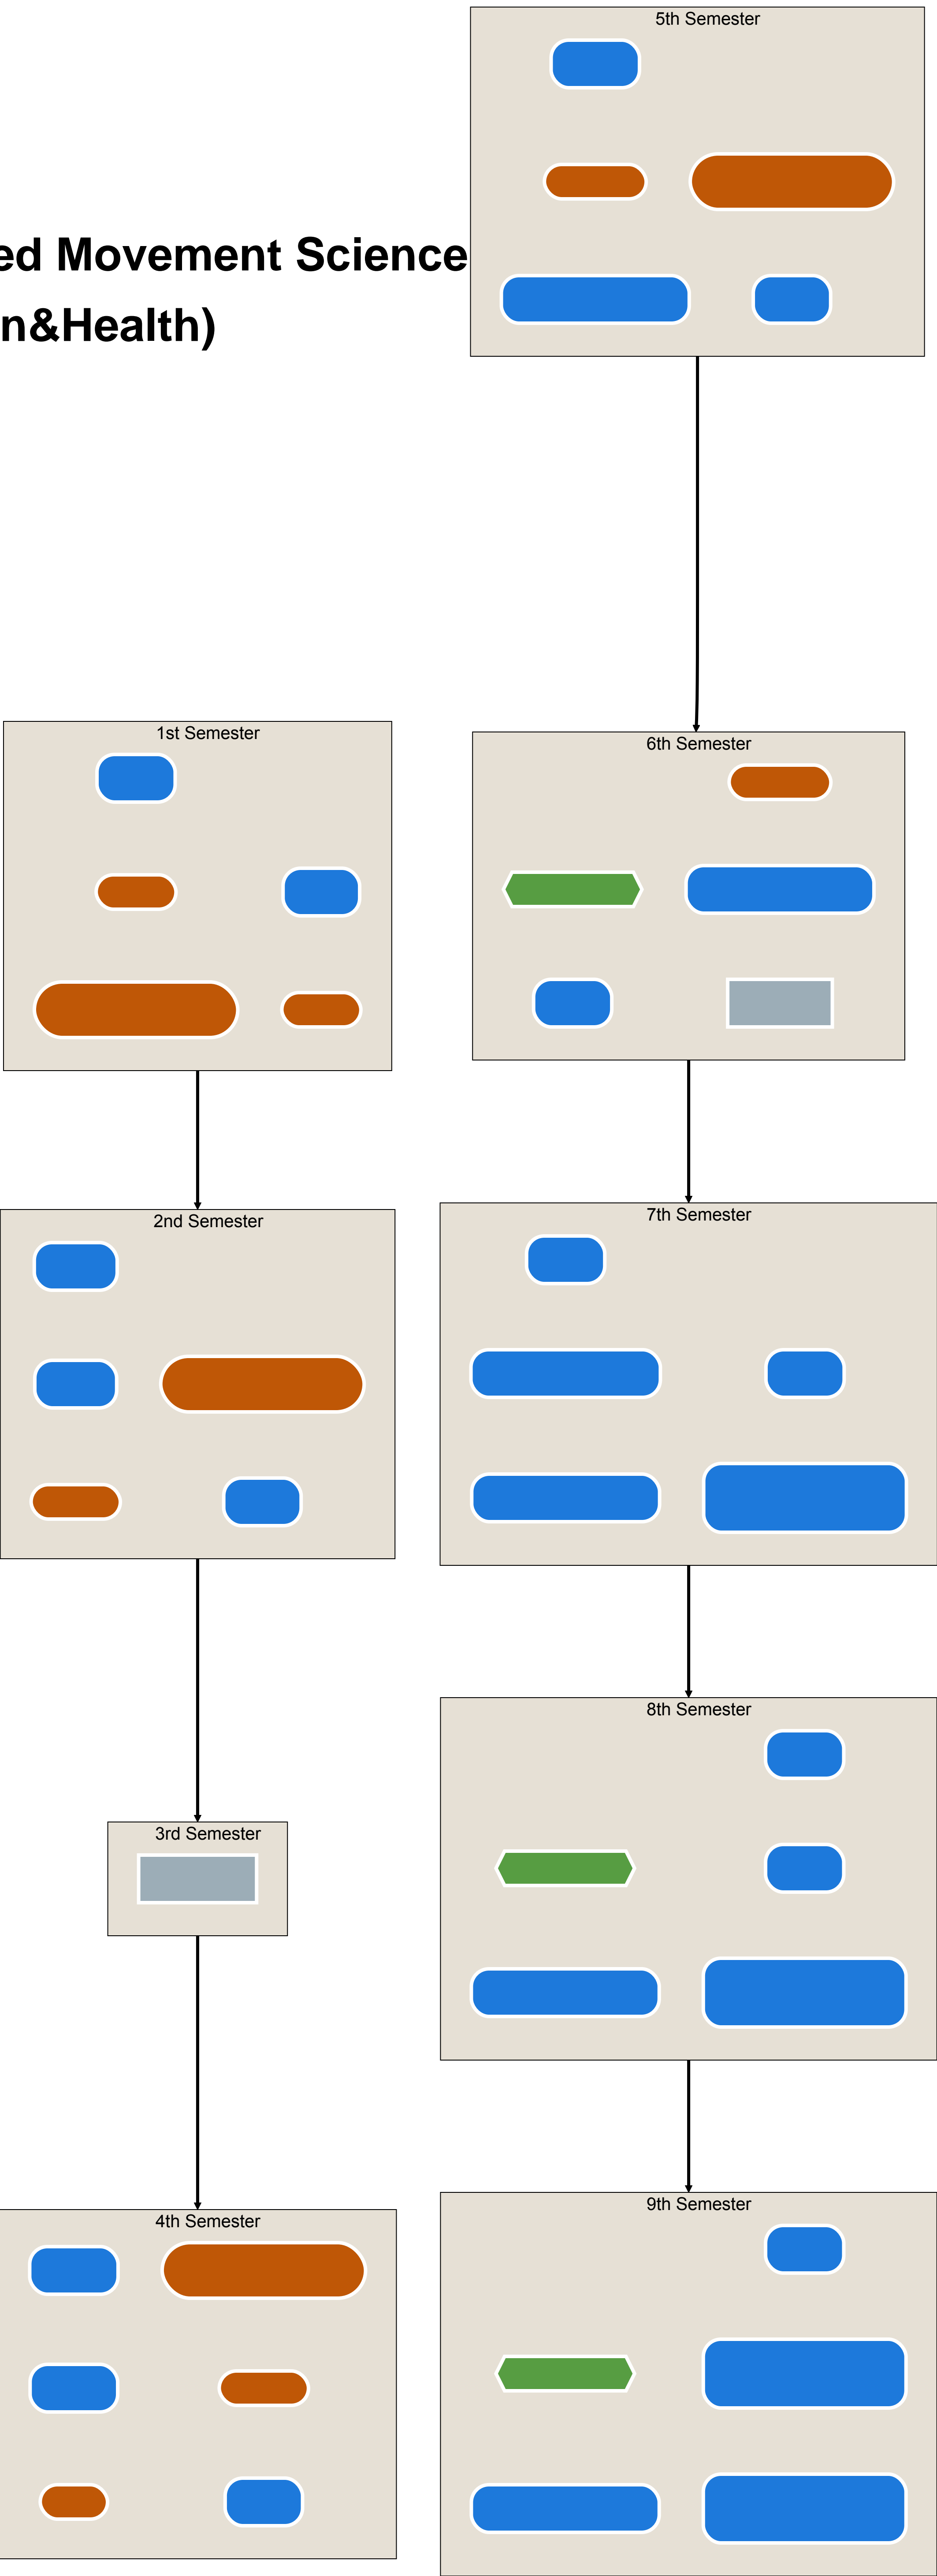 ed Movement Science
n&Health)
1st Semester
2nd Semester
3rd Semester
4th Semester
5th Semester
6th Semester
7th Semester
8th Semester
9th Semester